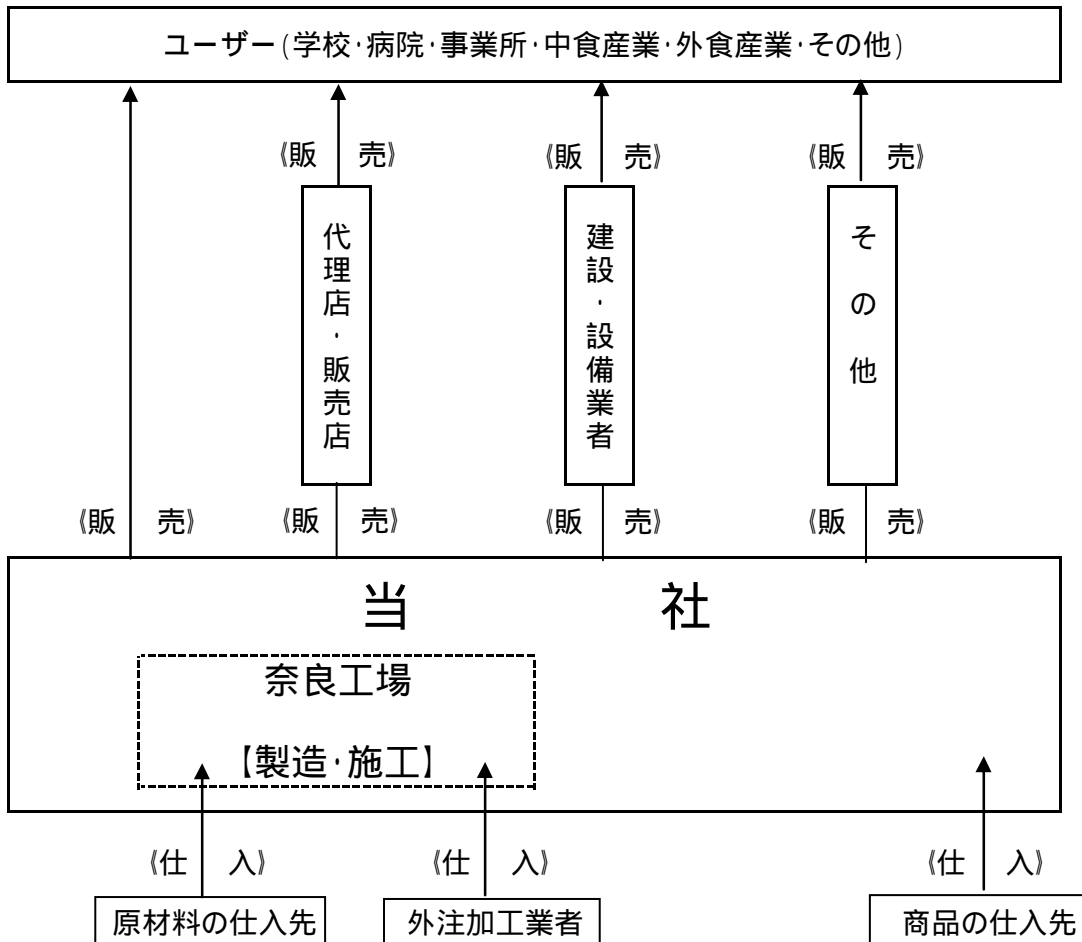 ユーザー(学校・病院・事業所・中食産業・外食産業・その他)
《販 売》 《販 売》 《販 売》
代理店・販売店
建設・設備業者
その他
《販 売》 《販 売》 《販 売》 《販 売》
当 社
奈良工場
【製造・施工】
《仕 入》 《仕 入》 《仕 入》
原材料の仕入先 外注加工業者 商品の仕入先